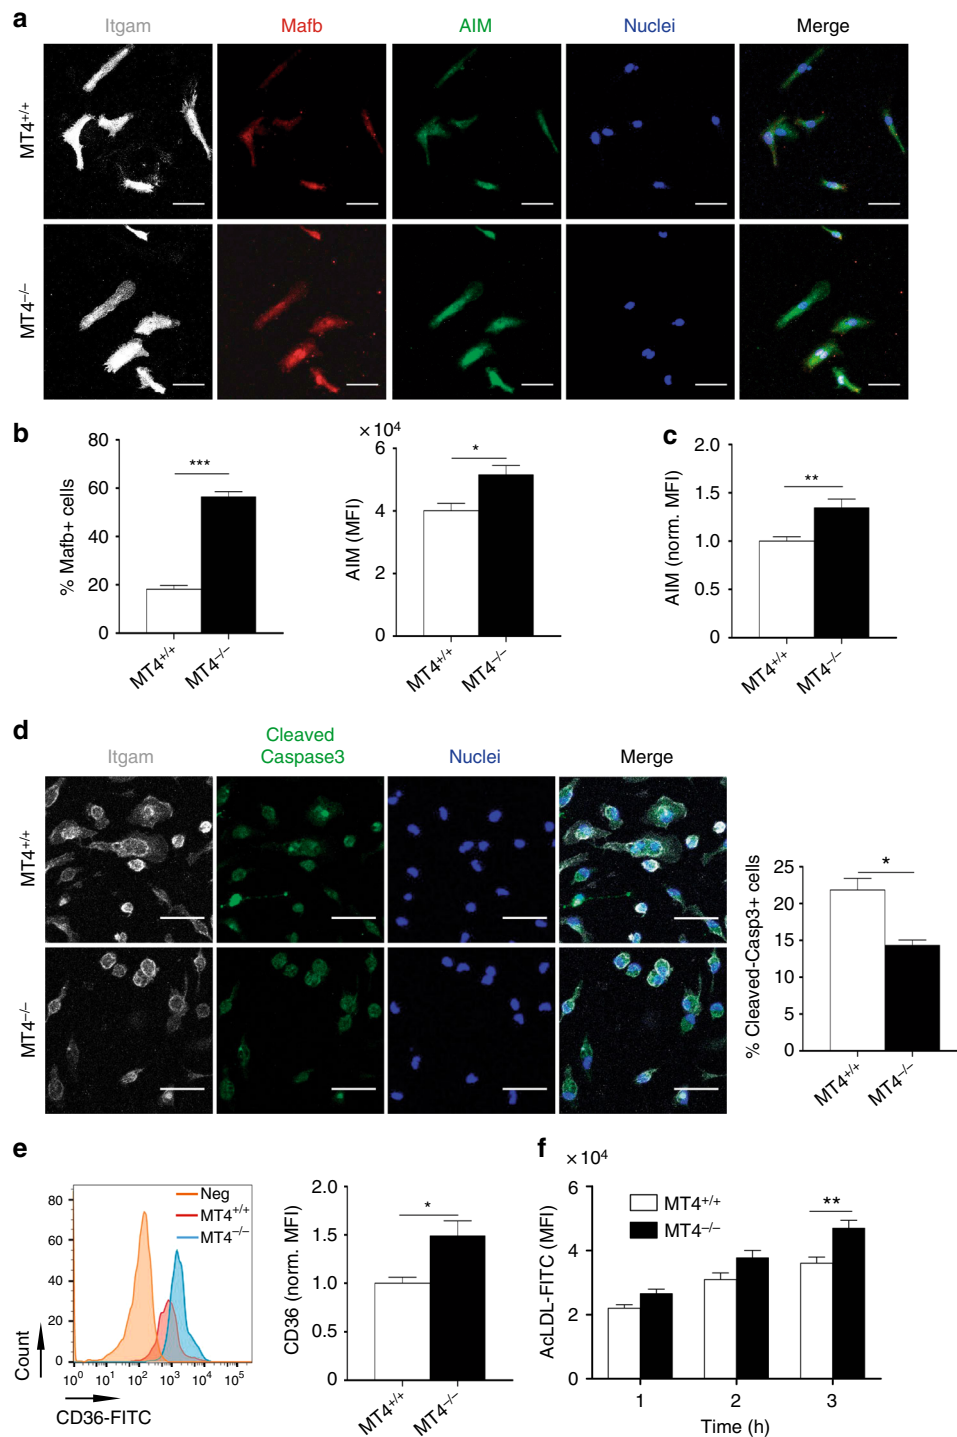 a
Itgam Mafb AIM Nuclei Merge
MT4+/+
MT4−/−
b
80
60
40
20
0
% Mafb+ cells
***
MT4+/+
MT4−/−
×10⁴
6
4
2
0
AIM (MFI)
*
MT4+/+
MT4−/−
c
2.0
1.5
1.0
0.5
0
AIM (norm. MFI)
**
MT4+/+
MT4−/−
d
Itgam Cleaved Caspase3 Nuclei Merge
MT4+/+
MT4−/−
25
20
15
10
5
0
% Cleaved-Casp3+ cells
*
MT4+/+
MT4−/−
e
80
60
40
20
0
Count
Neg
MT4+/+
MT4−/−
10⁰ 10¹ 10² 10³ 10⁴ 10⁵
CD36-FITC
2.0
1.5
1.0
0.5
0
CD36 (norm. MFI)
*
MT4+/+
MT4−/−
f
×10⁴
6
4
2
0
AcLDL-FITC (MFI)
MT4+/+
MT4−/−
**
1 2 3
Time (h)